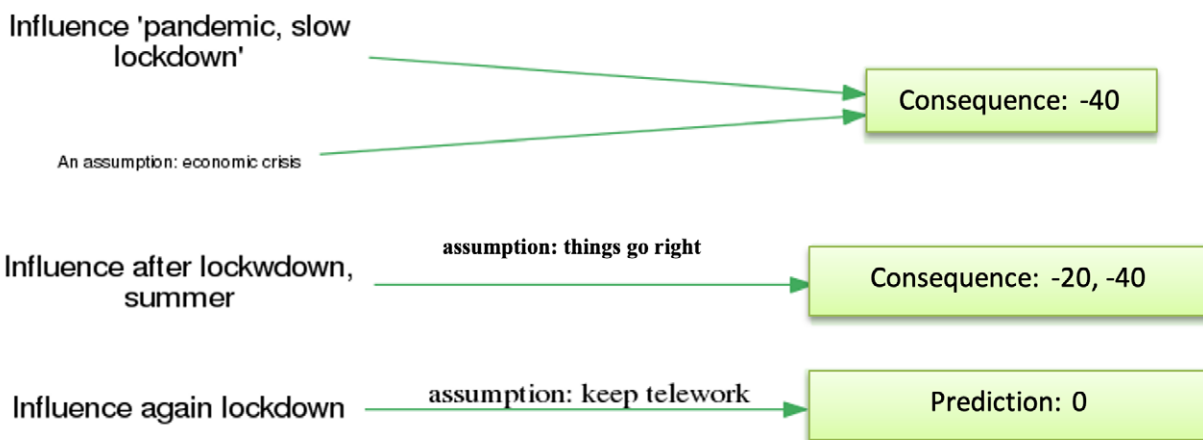 Influence 'pandemic, slow
lockdown'
Consequence: -40
An assumption: economic crisis
assumption: things go right
Influence after lockwdown,
summer
Consequence: -20, -40
assumption: keep telework
Influence again lockdown
Prediction: 0